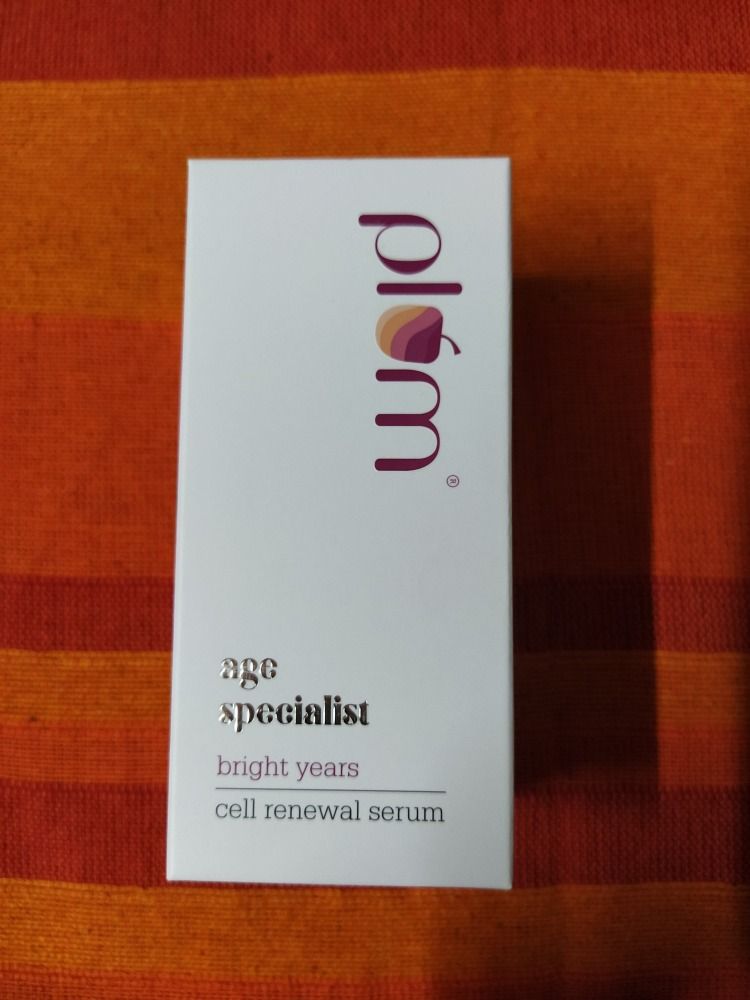 plum®
age
specialist
bright years
cell renewal serum